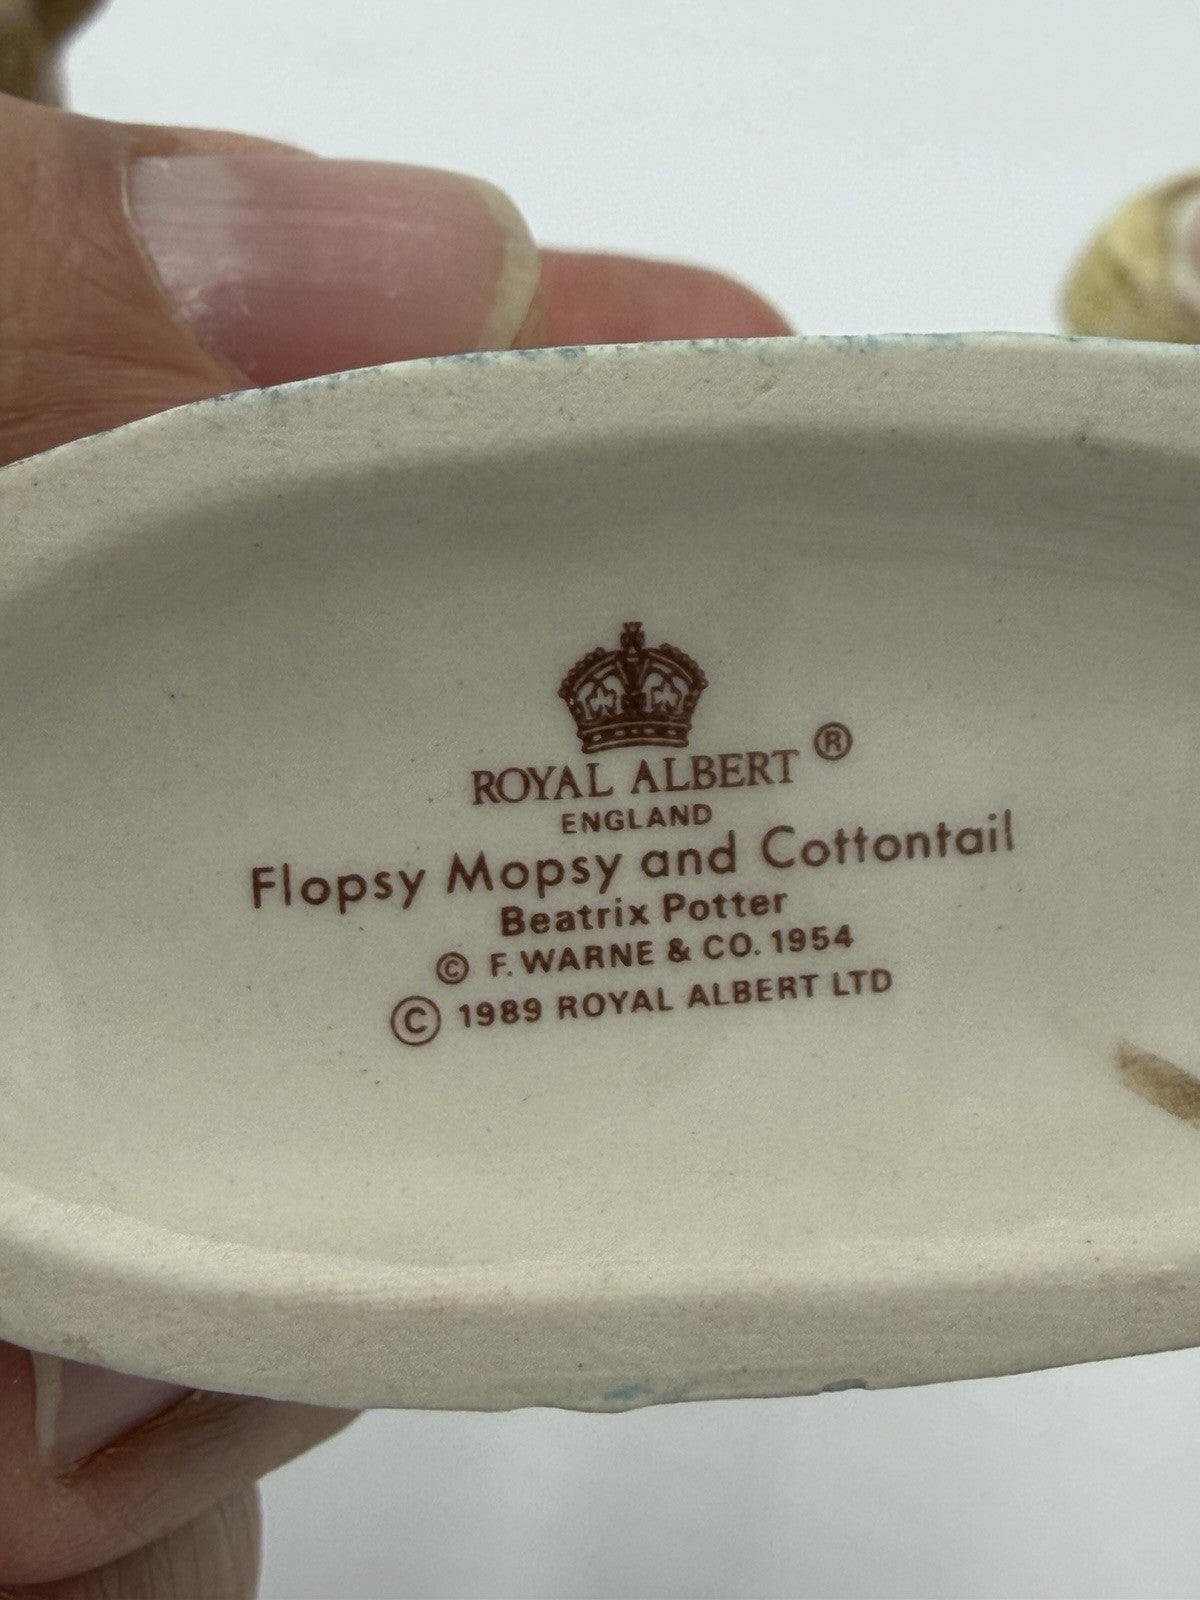 ROYAL ALBERT ®
ENGLAND
Flopsy Mopsy and Cottontail
Beatrix Potter
© F. WARNE & CO. 1954
© 1989 ROYAL ALBERT LTD